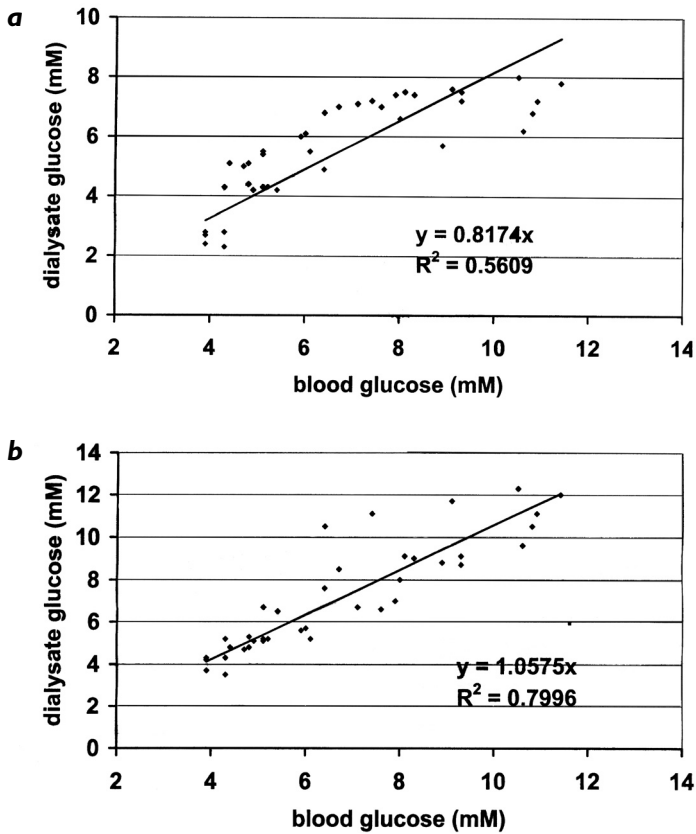 a
10
8
6
4
2
0
dialysate glucose (mM)
y = 0.8174x
R² = 0.5609
2 4 6 8 10 12 14
blood glucose (mM)
b
14
12
10
8
6
4
2
0
dialysate glucose (mM)
y = 1.0575x
R² = 0.7996
2 4 6 8 10 12 14
blood glucose (mM)